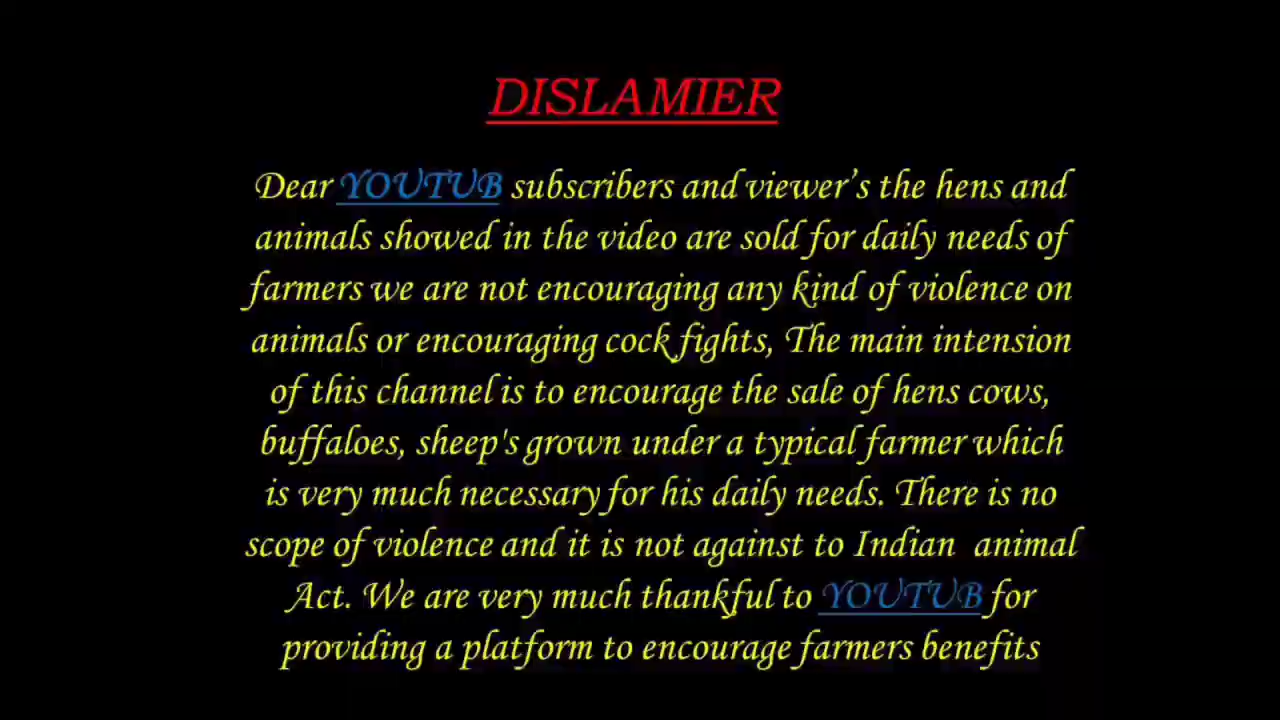 DISLAMIER
Dear YOUTUB subscribers and viewer’s the hens and
animals showed in the video are sold for daily needs of
farmers we are not encouraging any kind of violence on
animals or encouraging cock fights, The main intension
of this channel is to encourage the sale of hens cows,
buffaloes, sheep's grown under a typical farmer which
is very much necessary for his daily needs. There is no
scope of violence and it is not against to Indian animal
Act. We are very much thankful to YOUTUB for
providing a platform to encourage farmers benefits